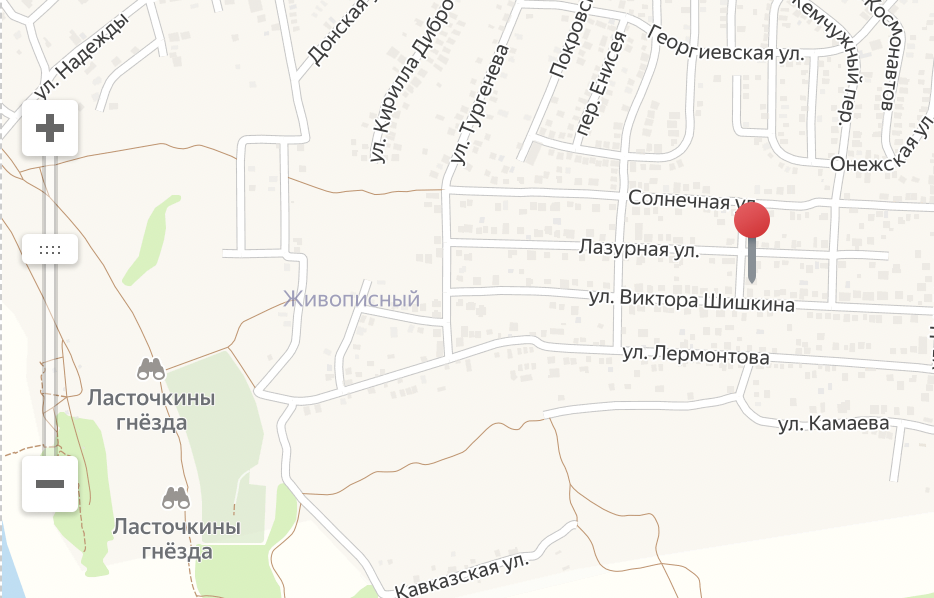 ул. Надежды
Донская у
ул. Кирилла Дибро
ул. Тургенева
Покровс
пер. Енисея
Георгиевская ул.
Жемчужный пер.
Космонавтов
Онежская ул
Солнечная ул.
Лазурная ул.
Живописный
ул. Виктора Шишкина
ул. Лермонтова
Ласточкины
гнёзда
ул. Камаева
Ласточкины
гнёзда
Кавказская ул.